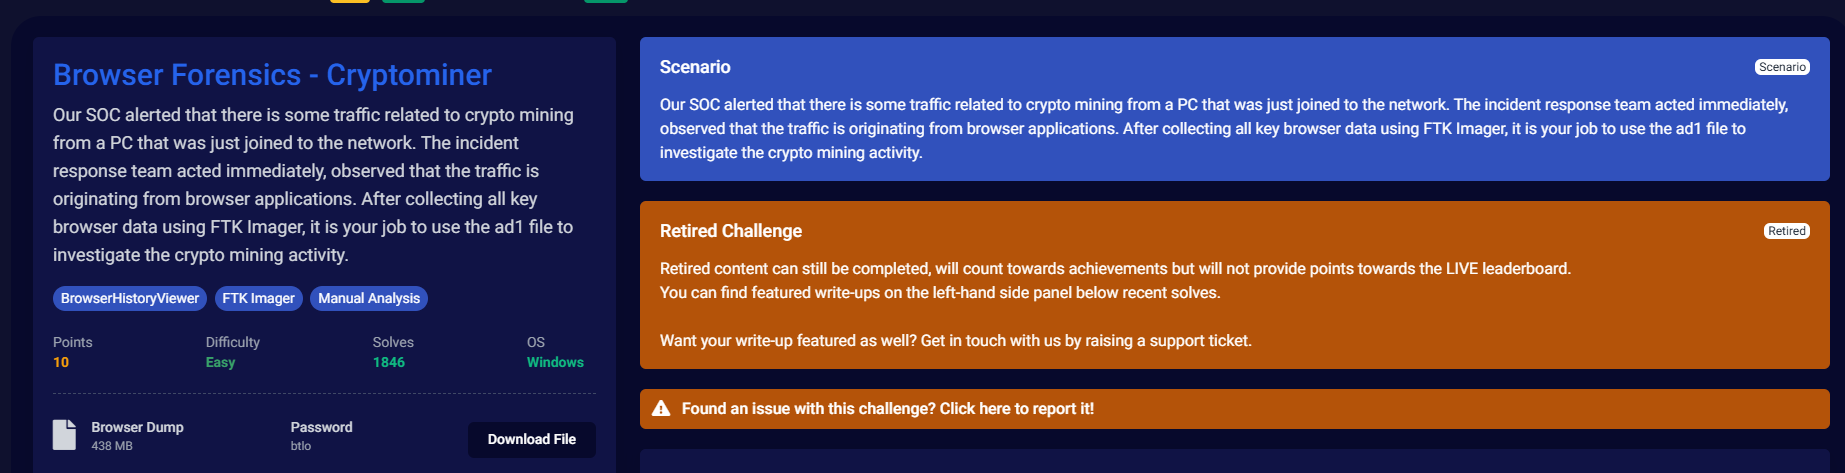 Browser Forensics - Cryptominer
Our SOC alerted that there is some traffic related to crypto mining
from a PC that was just joined to the network. The incident
response team acted immediately, observed that the traffic is
originating from browser applications. After collecting all key
browser data using FTK Imager, it is your job to use the ad1 file to
investigate the crypto mining activity.
BrowserHistoryViewer FTK Imager Manual Analysis
Points Difficulty Solves OS
10 Easy 1846 Windows
Browser Dump Password
438 MB btlo
Download File
Scenario
Scenario
Our SOC alerted that there is some traffic related to crypto mining from a PC that was just joined to the network. The incident response team acted immediately,
observed that the traffic is originating from browser applications. After collecting all key browser data using FTK Imager, it is your job to use the ad1 file to
investigate the crypto mining activity.
Retired Challenge
Retired
Retired content can still be completed, will count towards achievements but will not provide points towards the LIVE leaderboard.
You can find featured write-ups on the left-hand side panel below recent solves.
Want your write-up featured as well? Get in touch with us by raising a support ticket.
Found an issue with this challenge? Click here to report it!